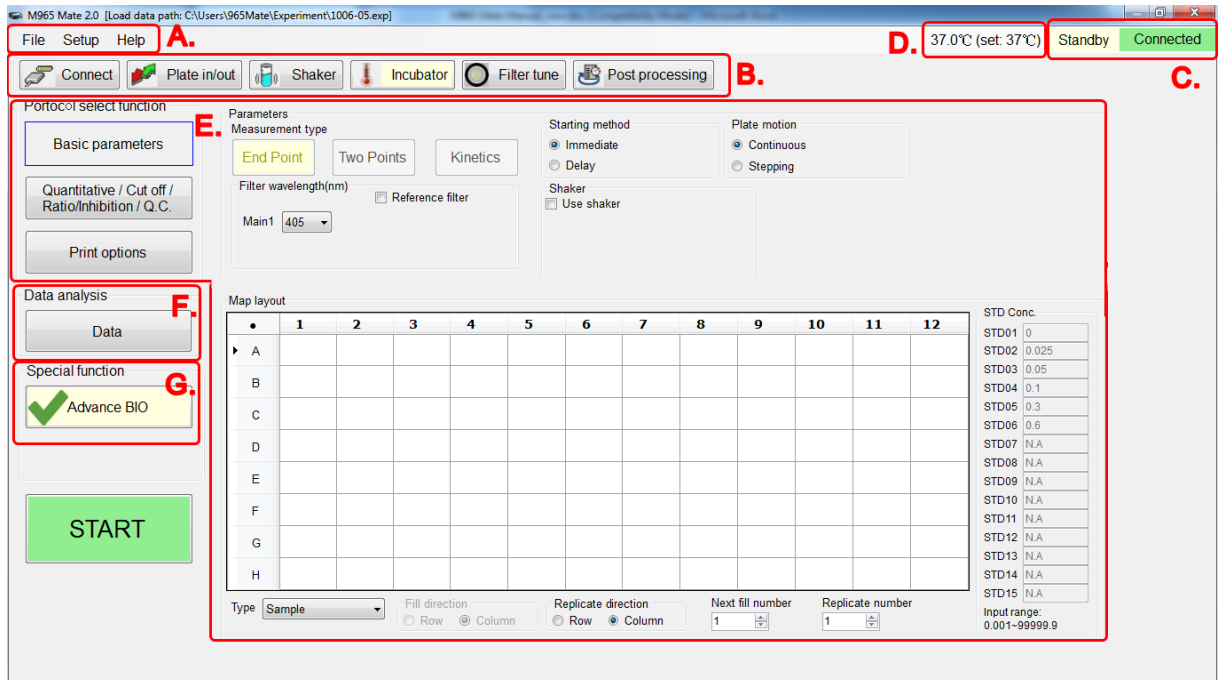 M965 Mate 2.0 [Load data path: C:\Users\965Mate\Experiment\1006-05.exp]
File Setup Help A.
D. 37.0℃ (set: 37℃) Standby Connected
C.
Connect Plate in/out Shaker Incubator Filter tune Post processing B.
Portocol select function
E.
Basic parameters
Quantitative / Cut off /
Ratio/Inhibition / Q.C.
Print options
Parameters
Measurement type
End Point Two Points Kinetics
Starting method
Immediate
Delay
Plate motion
Continuous
Stepping
Filter wavelength(nm)
Reference filter
Main1 405
Shaker
Use shaker
Data analysis
F.
Data
Special function
G.
Advance BIO
START
Map layout
• 1 2 3 4 5 6 7 8 9 10 11 12
A
B
C
D
E
F
G
H
STD Conc.
STD01 0
STD02 0.025
STD03 0.05
STD04 0.1
STD05 0.3
STD06 0.6
STD07 N.A
STD08 N.A
STD09 N.A
STD10 N.A
STD11 N.A
STD12 N.A
STD13 N.A
STD14 N.A
STD15 N.A
Input range:
0.001~99999.9
Type Sample
Fill direction
Row Column
Replicate direction
Row Column
Next fill number
1
Replicate number
1